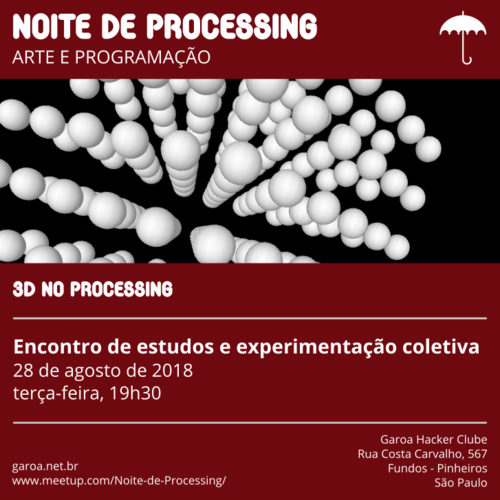 NOITE DE PROCESSING
ARTE E PROGRAMAÇÃO
3D NO PROCESSING
Encontro de estudos e experimentação coletiva
28 de agosto de 2018
terça-feira, 19h30
garoa.net.br
www.meetup.com/Noite-de-Processing/
Garoa Hacker Clube
Rua Costa Carvalho, 567
Fundos - Pinheiros
São Paulo